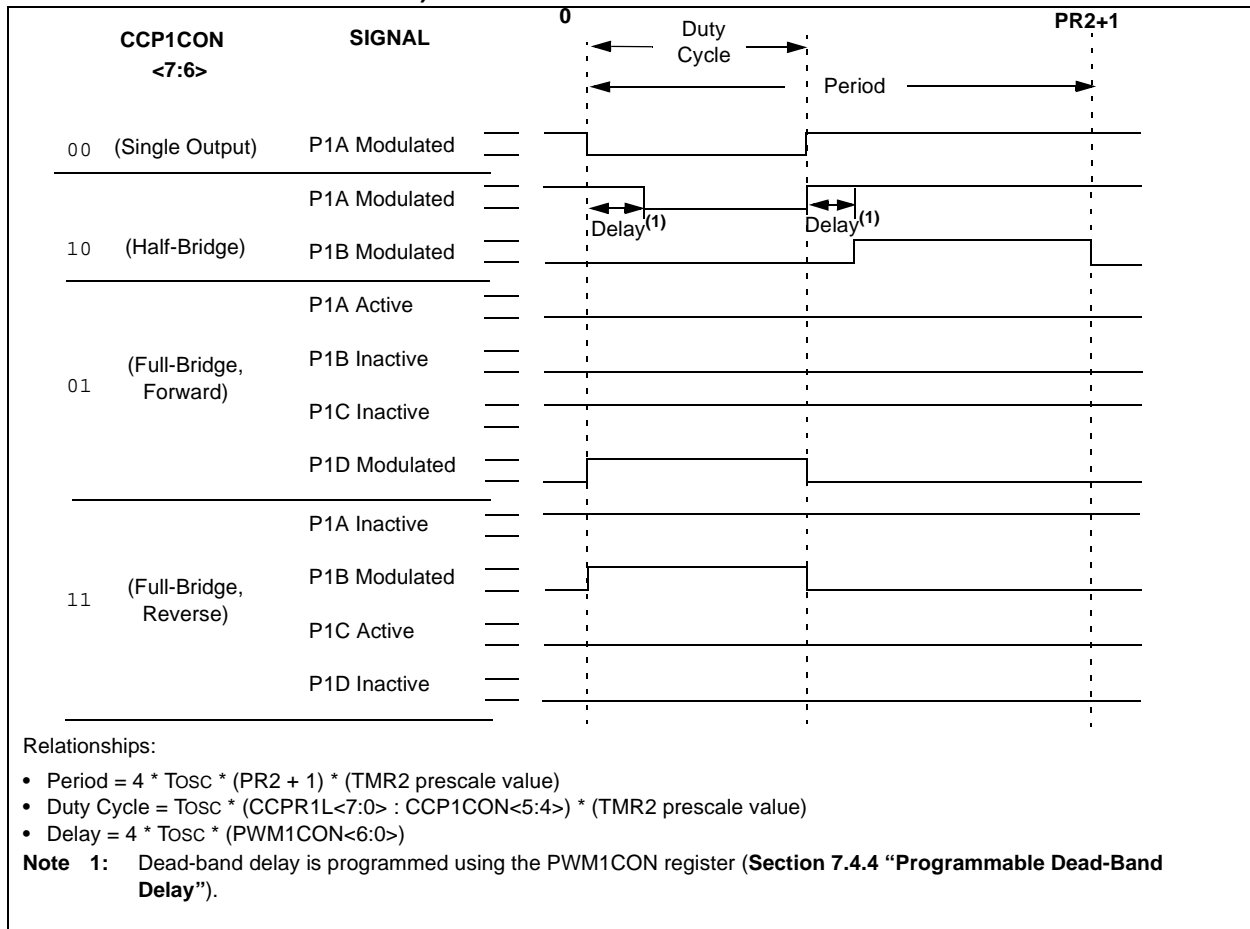 0
PR2+1
CCP1CON
<7:6>
SIGNAL
Duty
Cycle
Period
00 (Single Output) P1A Modulated
P1A Modulated
Delay(1) Delay(1)
10 (Half-Bridge) P1B Modulated
P1A Active
01 (Full-Bridge,
Forward)
P1B Inactive
P1C Inactive
P1D Modulated
P1A Inactive
11 (Full-Bridge,
Reverse)
P1B Modulated
P1C Active
P1D Inactive
Relationships:
• Period = 4 * TOSC * (PR2 + 1) * (TMR2 prescale value)
• Duty Cycle = TOSC * (CCPR1L<7:0> : CCP1CON<5:4>) * (TMR2 prescale value)
• Delay = 4 * TOSC * (PWM1CON<6:0>)
Note 1: Dead-band delay is programmed using the PWM1CON register (Section 7.4.4 “Programmable Dead-Band
Delay”).